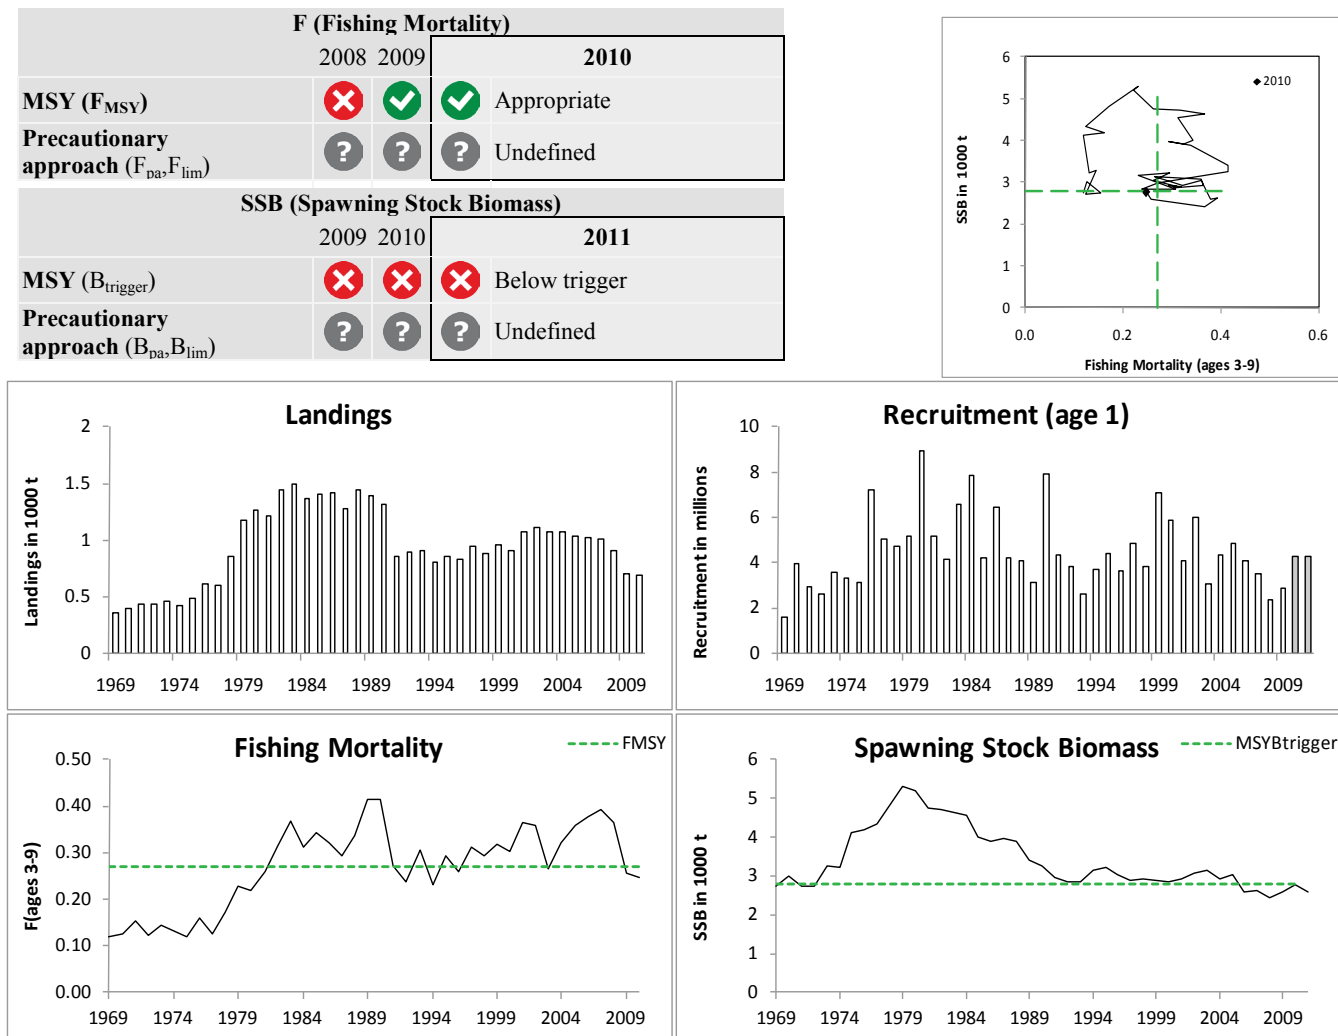 F (Fishing Mortality)
2008 2009 2010
MSY (FMSY) Appropriate
Precautionary
approach (Fpa,Flim) Undefined
SSB (Spawning Stock Biomass)
2009 2010 2011
MSY (Btrigger) Below trigger
Precautionary
approach (Bpa,Blim) Undefined
6
5
4
3
2
1
0
SSB in 1000 t
2010
0.0 0.2 0.4 0.6
Fishing Mortality (ages 3-9)
Landings
2
1.5
1
0.5
0
Landings in 1000 t
1969 1974 1979 1984 1989 1994 1999 2004 2009
Recruitment (age 1)
10
8
6
4
2
0
Recruitment in millions
1969 1974 1979 1984 1989 1994 1999 2004 2009
Fishing Mortality
FMSY
0.50
0.40
0.30
0.20
0.10
0.00
F(ages 3-9)
1969 1974 1979 1984 1989 1994 1999 2004 2009
Spawning Stock Biomass
MSYBtrigger
6
5
4
3
2
1
0
SSB in 1000 t
1969 1974 1979 1984 1989 1994 1999 2004 2009